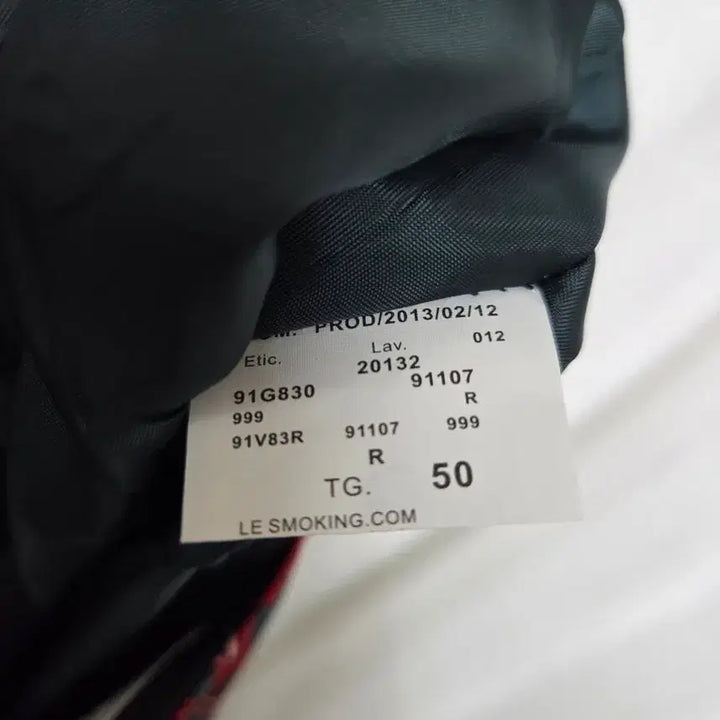 PROD/2013/02/12
Etic. Lav. 012
20132
91G830 91107
999 R
91V83R 91107 999
R
TG. 50
LE SMOKING.COM